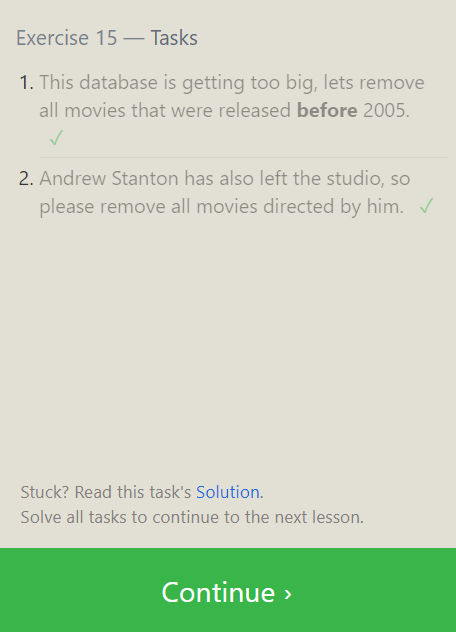 Exercise 15 — Tasks
1. This database is getting too big, lets remove
all movies that were released before 2005.
✓
2. Andrew Stanton has also left the studio, so
please remove all movies directed by him. ✓
Stuck? Read this task's Solution.
Solve all tasks to continue to the next lesson.
Continue ›